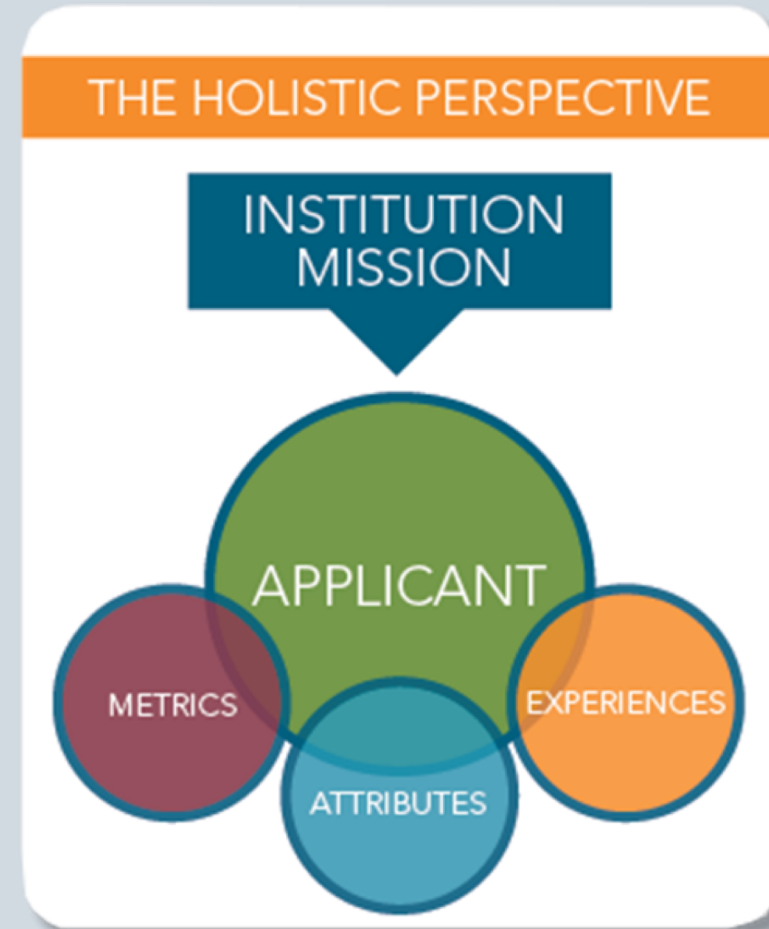 THE HOLISTIC PERSPECTIVE
INSTITUTION
MISSION
APPLICANT
METRICS
EXPERIENCES
ATTRIBUTES